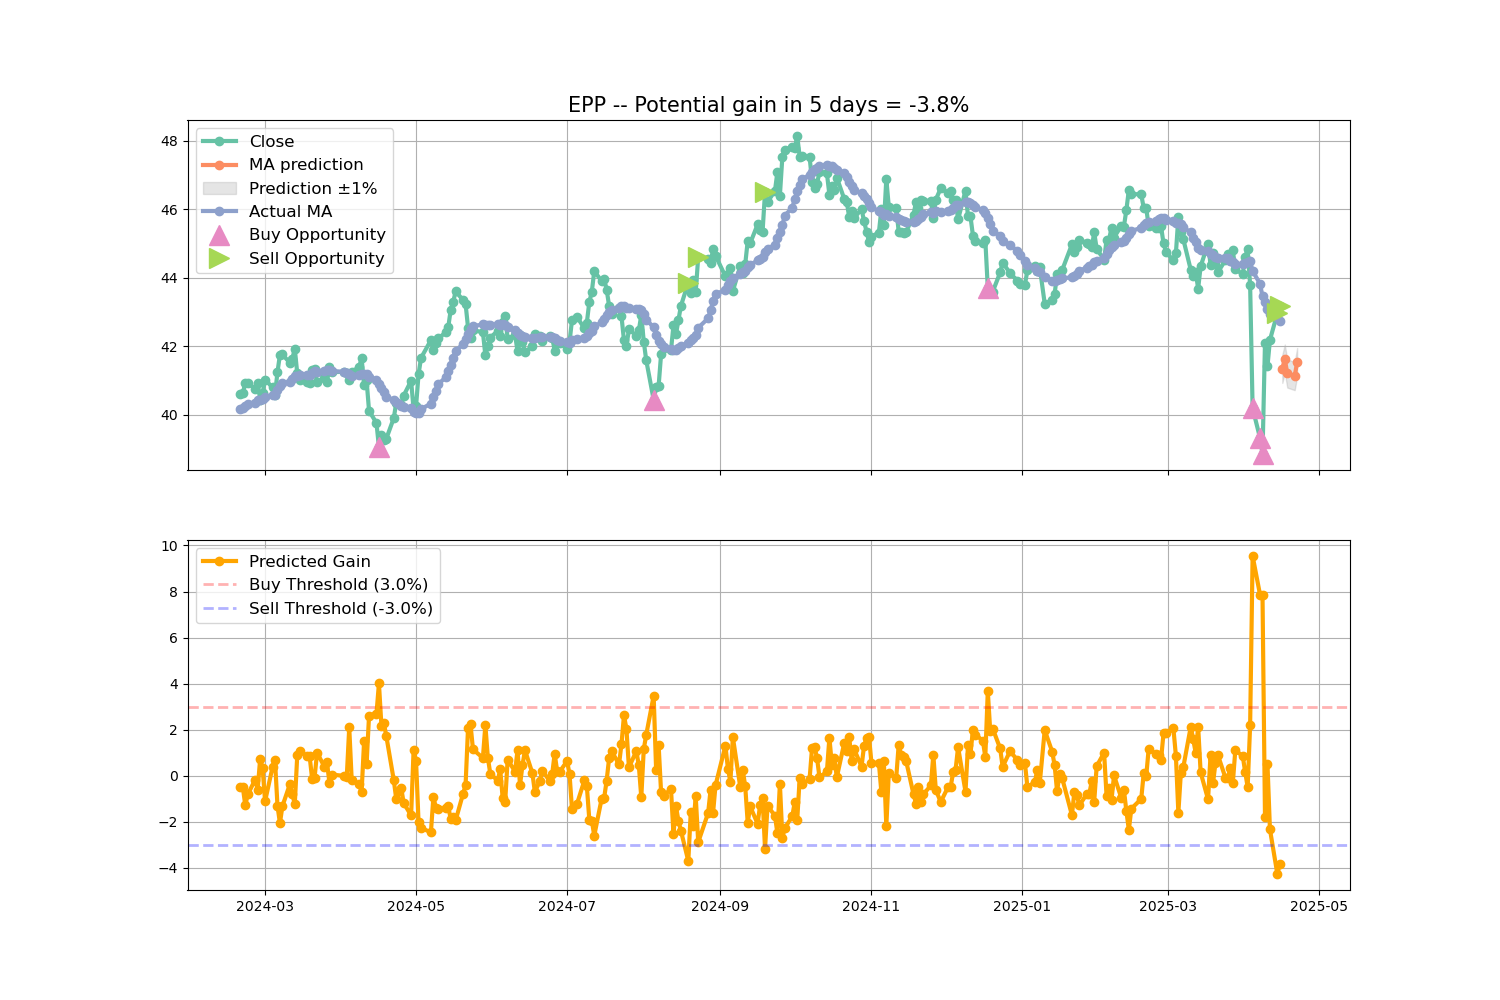 EPP -- Potential gain in 5 days = -3.8%
48
46
44
42
40
Close
MA prediction
Prediction ±1%
Actual MA
Buy Opportunity
Sell Opportunity
10
8
6
4
2
0
−2
−4
Predicted Gain
Buy Threshold (3.0%)
Sell Threshold (-3.0%)
2024-03 2024-05 2024-07 2024-09 2024-11 2025-01 2025-03 2025-05